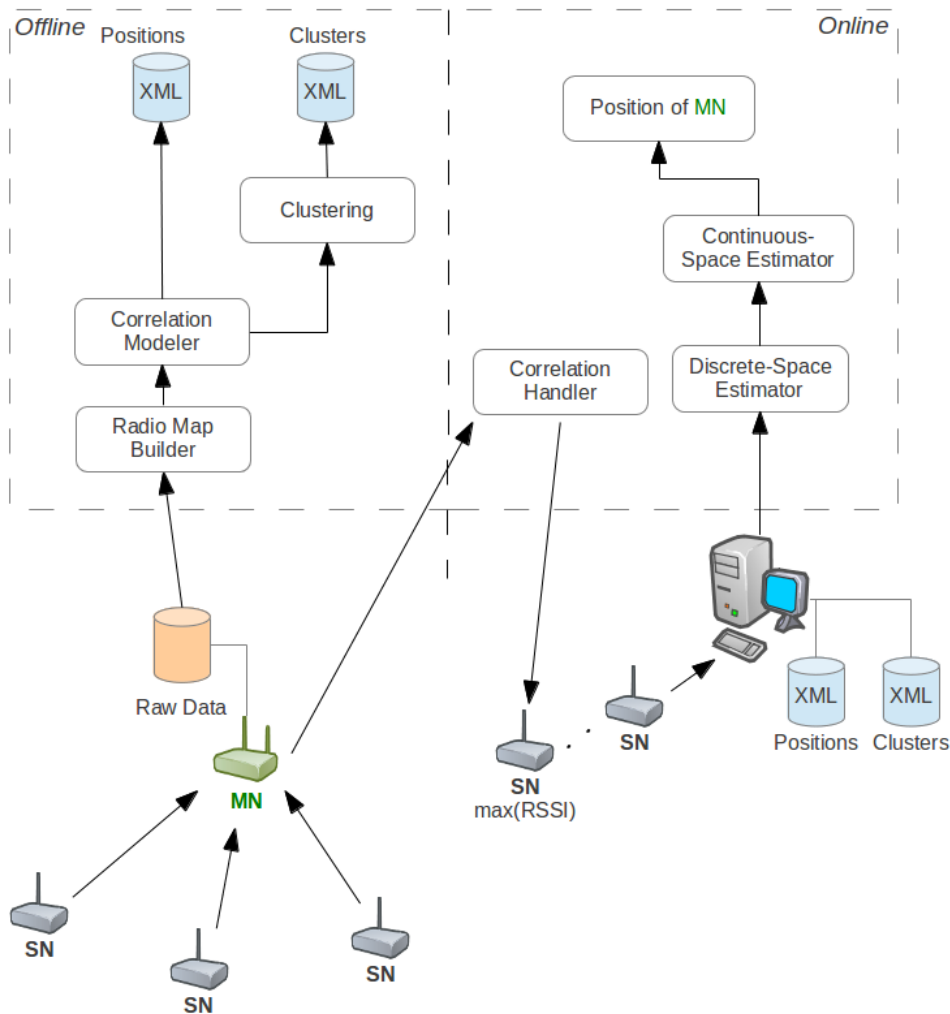 Offline
Online
Positions
Clusters
XML
XML
Position of MN
Clustering
Continuous-
Space Estimator
Correlation
Modeler
Correlation
Handler
Discrete-Space
Estimator
Radio Map
Builder
Raw Data
XML
XML
SN
Positions
Clusters
SN
max(RSSI)
MN
SN
SN
SN